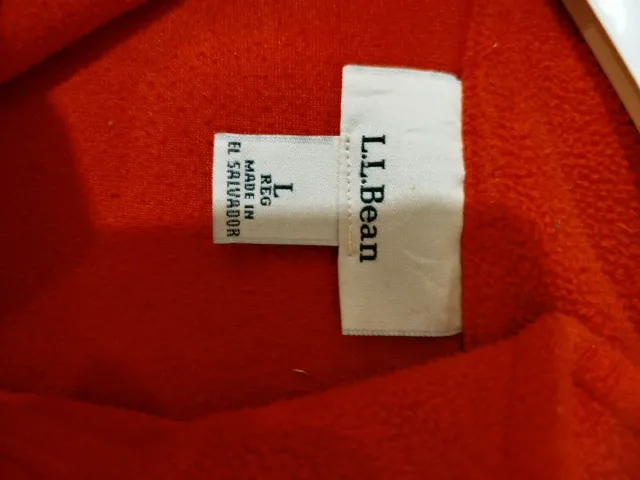 L.L.Bean
L
REG
MADE IN
EL SALVADOR